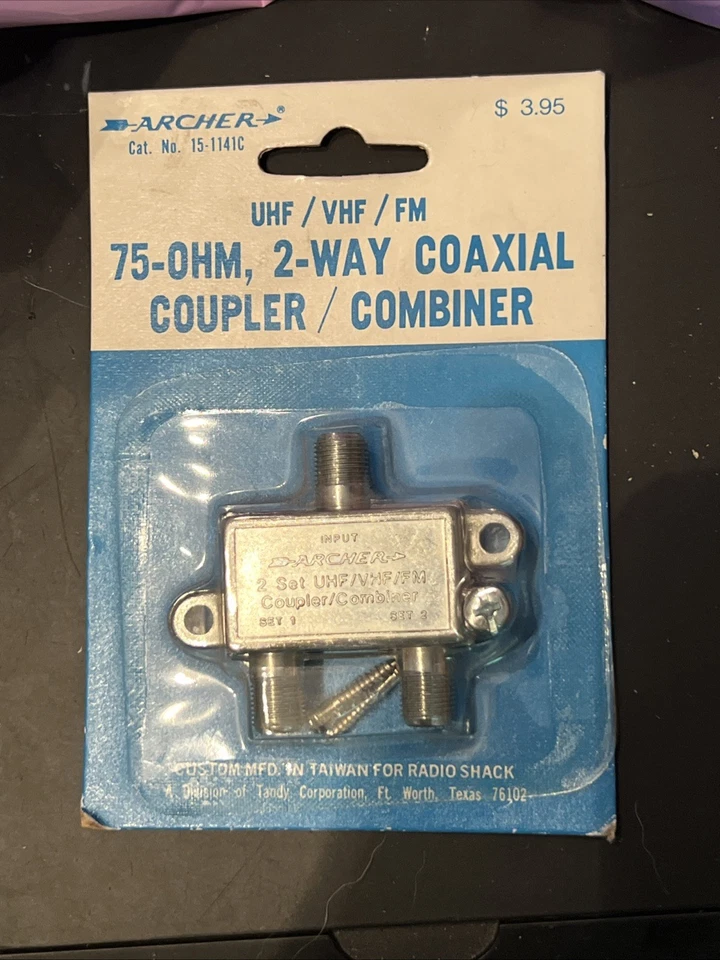 ARCHER®
$ 3.95
Cat. No. 15-1141C
UHF / VHF / FM
75-OHM, 2-WAY COAXIAL
COUPLER / COMBINER
INPUT
ARCHER
2 Set UHF/VHF/FM
Coupler/Combiner
SET 1 SET 2
CUSTOM MFD. IN TAIWAN FOR RADIO SHACK
A Division of Tandy Corporation, Ft. Worth, Texas 76102